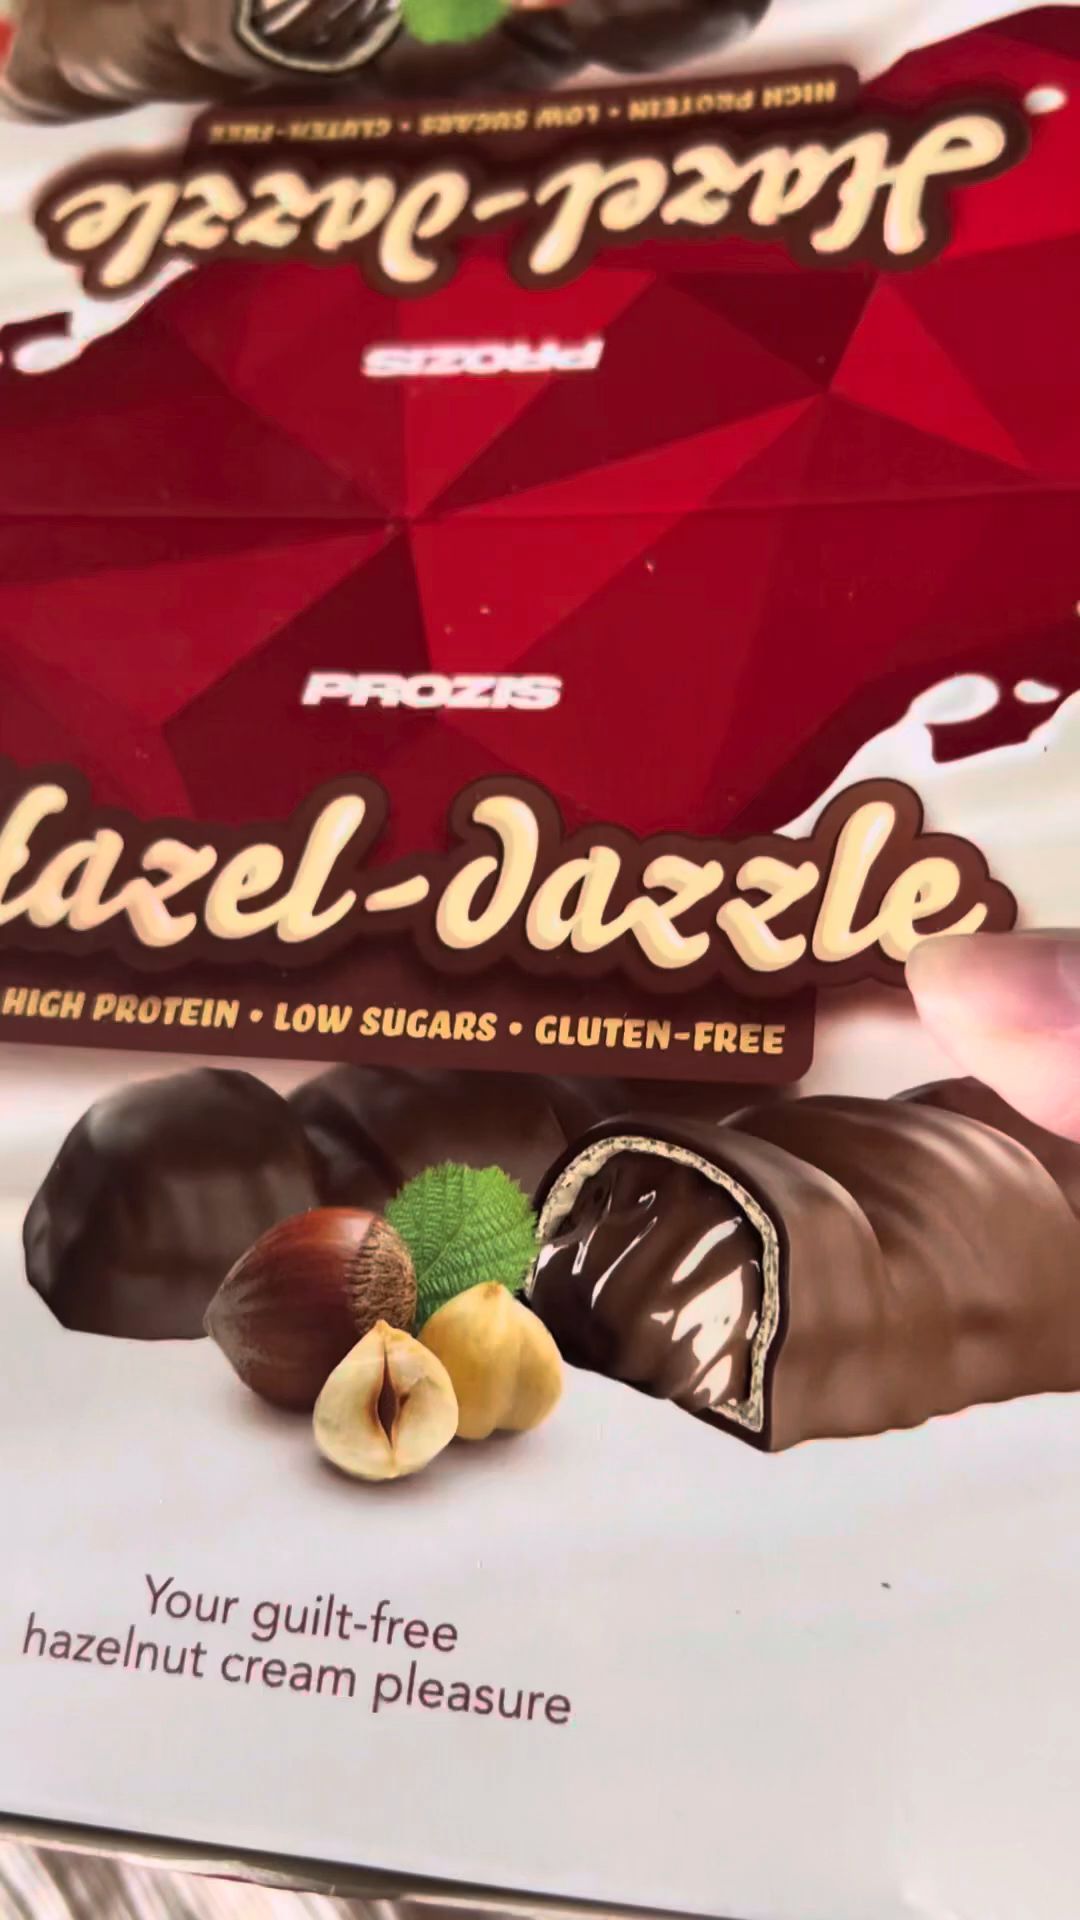 HIGH PROTEIN • LOW SUGARS • GLUTEN-FREE
Hazel-dazzle
PROZIS
PROZIS
Hazel-dazzle
HIGH PROTEIN • LOW SUGARS • GLUTEN-FREE
Your guilt-free
hazelnut cream pleasure